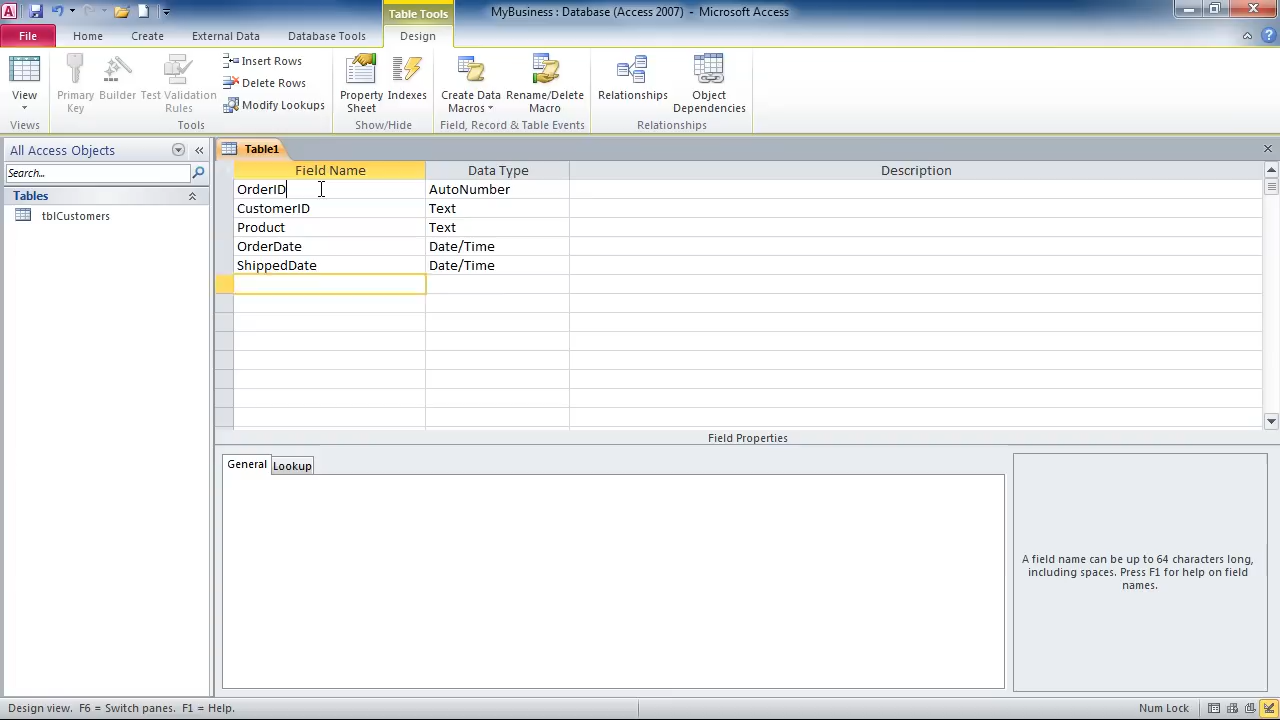 MyBusiness : Database (Access 2007) - Microsoft Access
Table Tools
File
Home
Create
External Data
Database Tools
Design
View
Primary Key
Builder
Test Validation Rules
Insert Rows
Delete Rows
Modify Lookups
Property Sheet
Indexes
Create Data Macros
Rename/Delete Macro
Relationships
Object Dependencies
Views
Tools
Show/Hide
Field, Record & Table Events
Relationships
All Access Objects
Search...
Tables
tblCustomers
Table1
Field Name
Data Type
Description
OrderID
AutoNumber
CustomerID
Text
Product
Text
OrderDate
Date/Time
ShippedDate
Date/Time
Field Properties
General
Lookup
A field name can be up to 64 characters long,
including spaces. Press F1 for help on field
names.
Design view. F6 = Switch panes. F1 = Help.
Num Lock